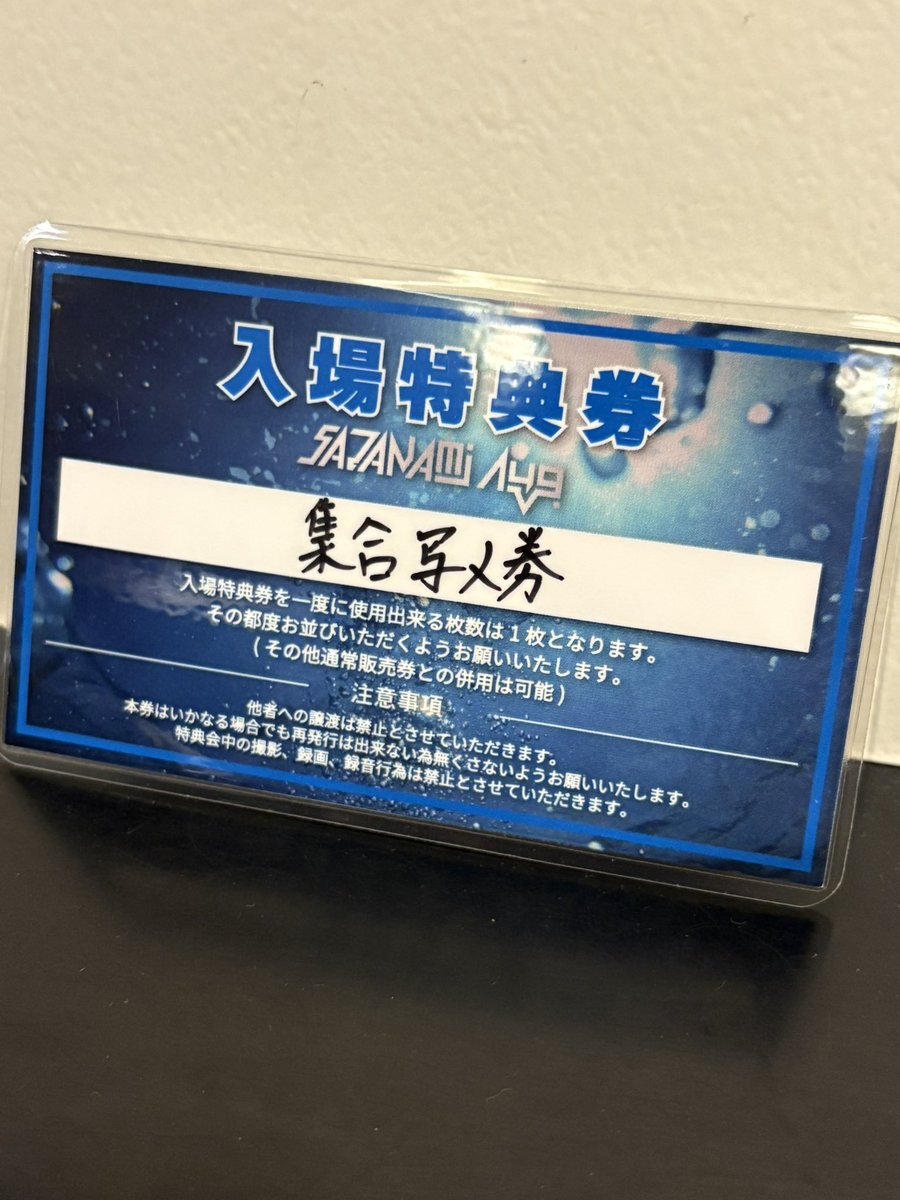 入場特典券
SAZANAMi
集合写メ券
入場特典券を一度に使用出来る枚数は1枚となります。
その都度お並びいただくようお願いいたします。
(その他通常販売券との併用は可能)
注意事項
他者への譲渡は禁止とさせていただきます。
本券はいかなる場合でも再発行は出来ない為無くさないようお願いいたします。
特典会中の撮影、録画、録音行為は禁止とさせていただきます。